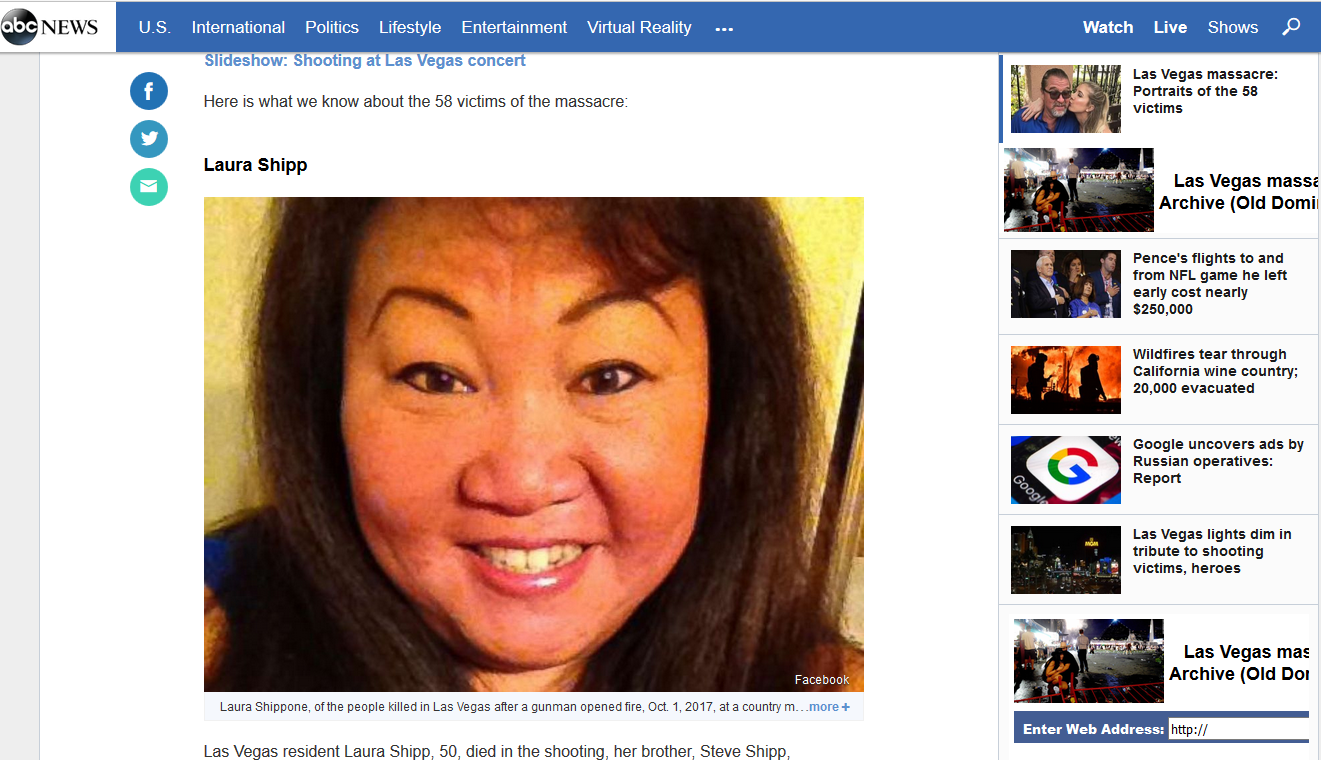 abc NEWS
U.S. International Politics Lifestyle Entertainment Virtual Reality ...
Watch Live Shows
Slideshow: Shooting at Las Vegas concert
Here is what we know about the 58 victims of the massacre:
Laura Shipp
Facebook
Laura Shippone, of the people killed in Las Vegas after a gunman opened fire, Oct. 1, 2017, at a country m...more +
Las Vegas resident Laura Shipp, 50, died in the shooting, her brother, Steve Shipp,
Las Vegas massacre:
Portraits of the 58
victims
Las Vegas massa
Archive (Old Domi
Pence's flights to and
from NFL game he left
early cost nearly
$250,000
Wildfires tear through
California wine country;
20,000 evacuated
Google
Google uncovers ads by
Russian operatives:
Report
MGM
Las Vegas lights dim in
tribute to shooting
victims, heroes
Las Vegas mas
Archive (Old Dor
Enter Web Address: http://